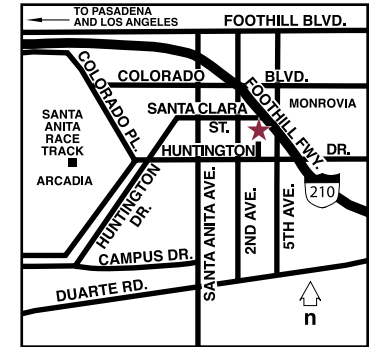 TO PASADENA
AND LOS ANGELES
FOOTHILL BLVD.
COLORADO BLVD.
COLORADO PL.
FOOTHILL FWY.
SANTA CLARA
ST.
MONROVIA
SANTA
ANITA
RACE
TRACK
ARCADIA
HUNTINGTON DR.
HUNTINGTON
DR.
210
SANTA ANITA AVE.
2ND AVE.
5TH AVE.
CAMPUS DR.
DUARTE RD.
n